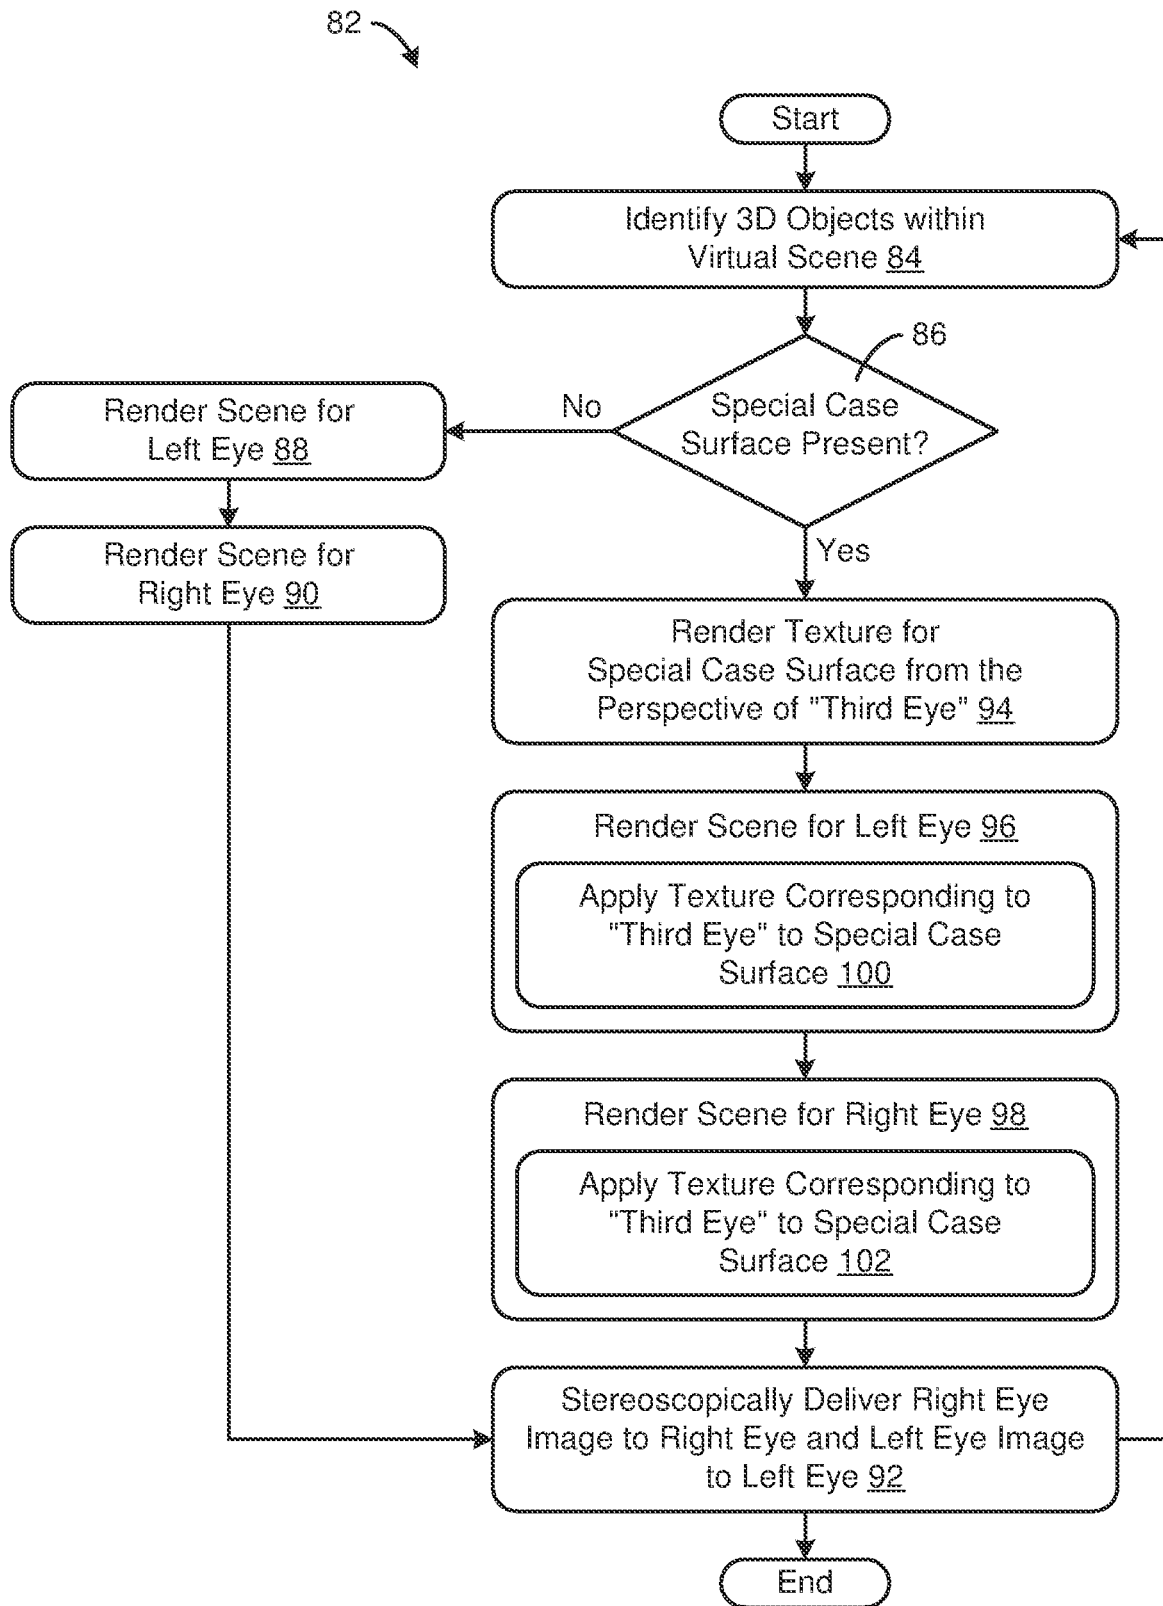 82
Start
Identify 3D Objects within
Virtual Scene 84
86
Special Case
Surface Present?
No
Yes
Render Scene for
Left Eye 88
Render Scene for
Right Eye 90
Render Texture for
Special Case Surface from the
Perspective of "Third Eye" 94
Render Scene for Left Eye 96
Apply Texture Corresponding to
"Third Eye" to Special Case
Surface 100
Render Scene for Right Eye 98
Apply Texture Corresponding to
"Third Eye" to Special Case
Surface 102
Stereoscopically Deliver Right Eye
Image to Right Eye and Left Eye Image
to Left Eye 92
End